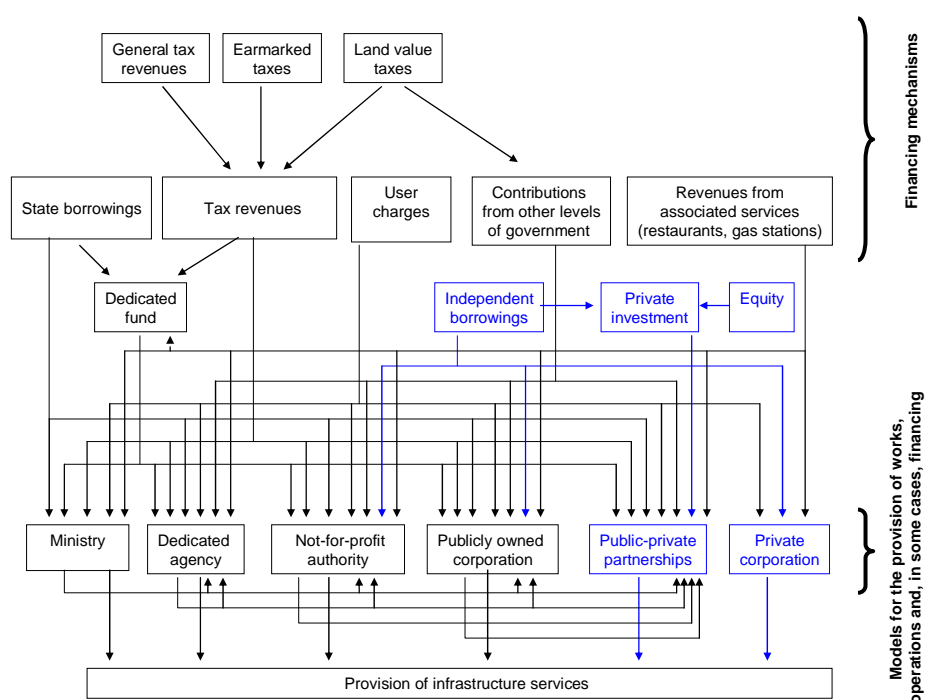 General tax
revenues
Earmarked
taxes
Land value
taxes
Financing mechanisms
State borrowings
Tax revenues
User
charges
Contributions
from other levels
of government
Revenues from
associated services
(restaurants, gas stations)
Dedicated
fund
Independent
borrowings
Private
investment
Equity
Models for the provision of works,
operations and, in some cases, financing
Ministry
Dedicated
agency
Not-for-profit
authority
Publicly owned
corporation
Public-private
partnerships
Private
corporation
Provision of infrastructure services